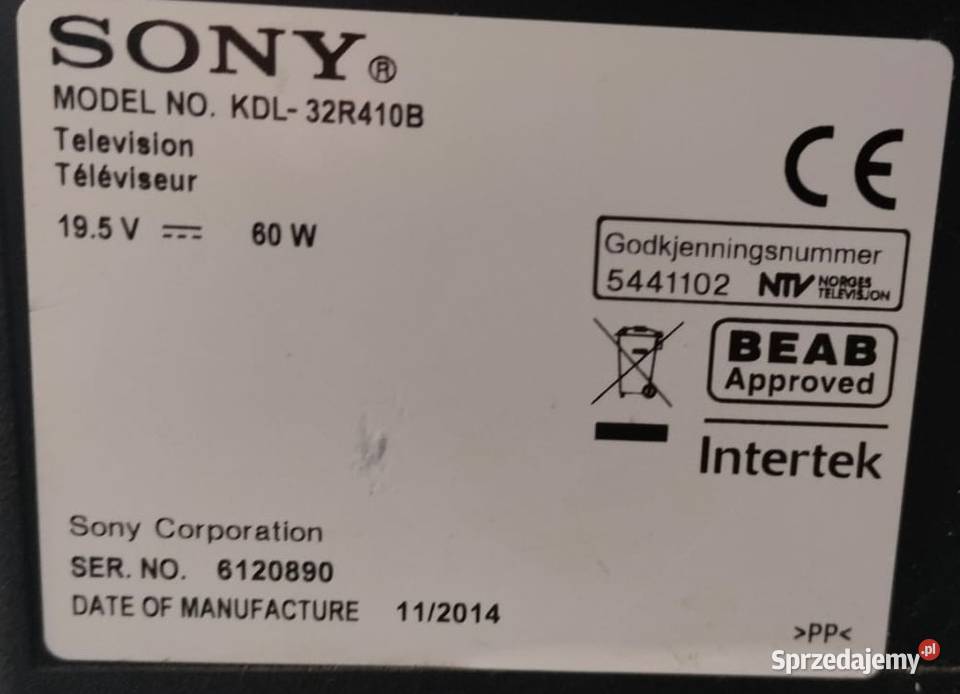 SONY®
MODEL NO. KDL-32R410B
Television
Téléviseur
19.5 V ⎓ 60 W
CE
Godkjenningsnummer
5441102 NTV NORGES TELEVISJON
BEAB
Approved
Intertek
Sony Corporation
SER. NO. 6120890
DATE OF MANUFACTURE 11/2014
>PP<
Sprzedajemy.pl